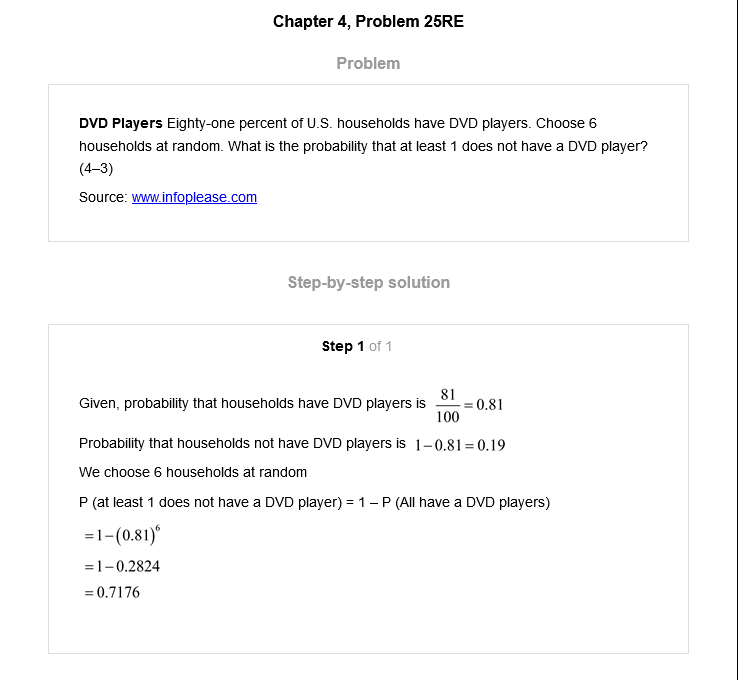 Chapter 4, Problem 25RE
Problem
DVD Players Eighty-one percent of U.S. households have DVD players. Choose 6
households at random. What is the probability that at least 1 does not have a DVD player?
(4–3)
Source: www.infoplease.com
Step-by-step solution
Step 1 of 1
Given, probability that households have DVD players is 81/100 = 0.81
Probability that households not have DVD players is 1−0.81 = 0.19
We choose 6 households at random
P (at least 1 does not have a DVD player) = 1 – P (All have a DVD players)
=1−(0.81)⁶
=1−0.2824
=0.7176